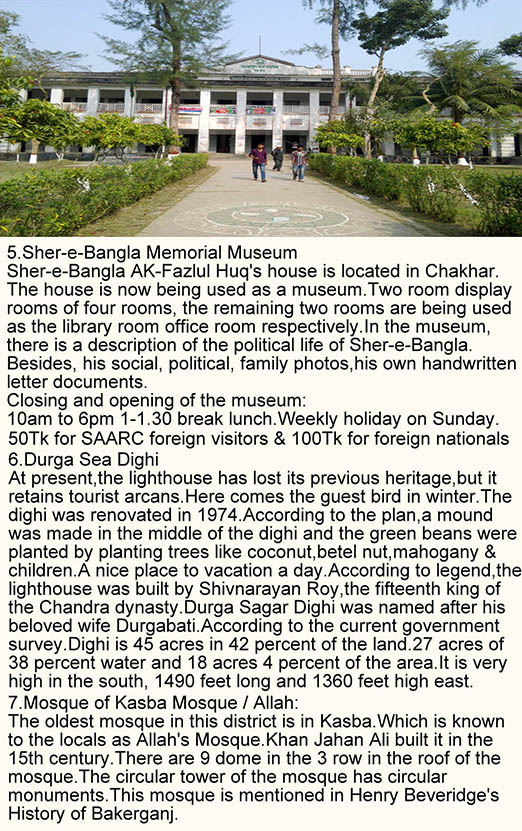 5.Sher-e-Bangla Memorial Museum
Sher-e-Bangla AK-Fazlul Huq's house is located in Chakhar.
The house is now being used as a museum.Two room display
rooms of four rooms, the remaining two rooms are being used
as the library room office room respectively.In the museum,
there is a description of the political life of Sher-e-Bangla.
Besides, his social, political, family photos,his own handwritten
letter documents.
Closing and opening of the museum:
10am to 6pm 1-1.30 break lunch.Weekly holiday on Sunday.
50Tk for SAARC foreign visitors & 100Tk for foreign nationals
6.Durga Sea Dighi
At present,the lighthouse has lost its previous heritage,but it
retains tourist arcans.Here comes the guest bird in winter.The
dighi was renovated in 1974.According to the plan,a mound
was made in the middle of the dighi and the green beans were
planted by planting trees like coconut,betel nut,mahogany &
children.A nice place to vacation a day.According to legend,the
lighthouse was built by Shivnarayan Roy,the fifteenth king of
the Chandra dynasty.Durga Sagar Dighi was named after his
beloved wife Durgabati.According to the current government
survey.Dighi is 45 acres in 42 percent of the land.27 acres of
38 percent water and 18 acres 4 percent of the area.It is very
high in the south, 1490 feet long and 1360 feet high east.
7.Mosque of Kasba Mosque / Allah:
The oldest mosque in this district is in Kasba.Which is known
to the locals as Allah's Mosque.Khan Jahan Ali built it in the
15th century.There are 9 dome in the 3 row in the roof of the
mosque.The circular tower of the mosque has circular
monuments.This mosque is mentioned in Henry Beveridge's
History of Bakerganj.